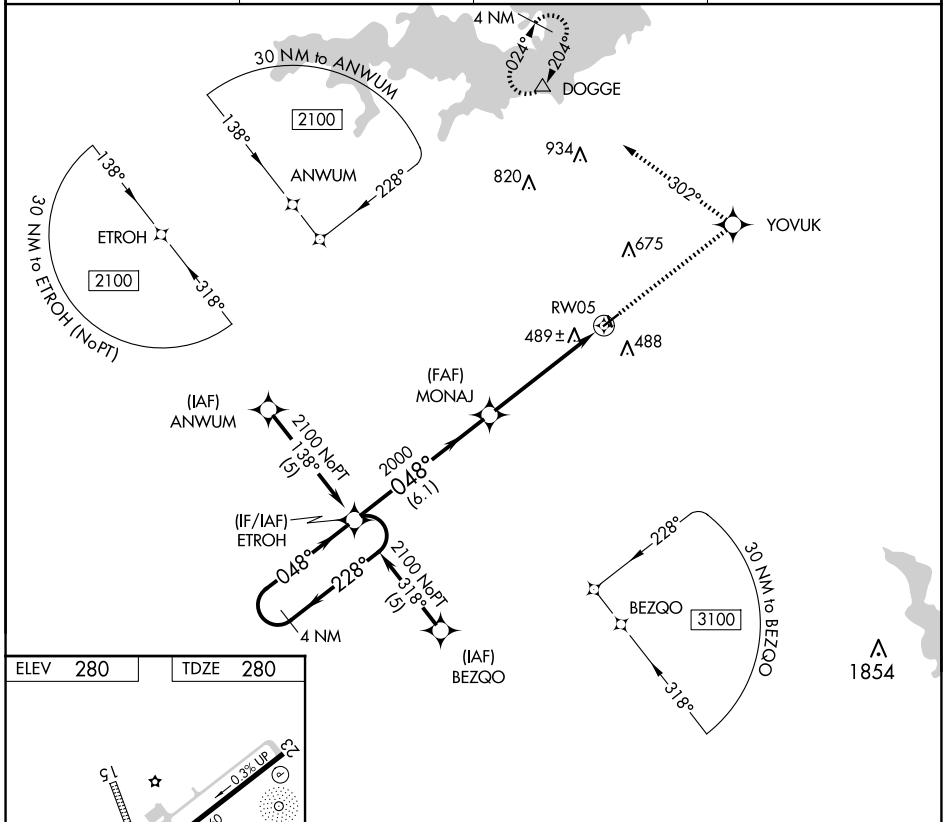 4 NM
024°
204°
DOGGE
30 NM to ANWUM
2100
138°
ANWUM
228°
934
820
302°
YOVUK
138°
ETROH
2100
318°
30 NM to ETROH (NoPT)
675
RW05
489±
488
(FAF)
MONAJ
(IAF)
ANWUM
2100 NoPT
138°
(5)
2000
048°
(6.1)
(IF/IAF)
ETROH
048°
228°
4 NM
2100 NoPT
318°
(5)
(IAF)
BEZQO
228°
30 NM to BEZQO
BEZQO
3100
318°
1854
ELEV 280
TDZE 280
15
0.3% UP
23
P